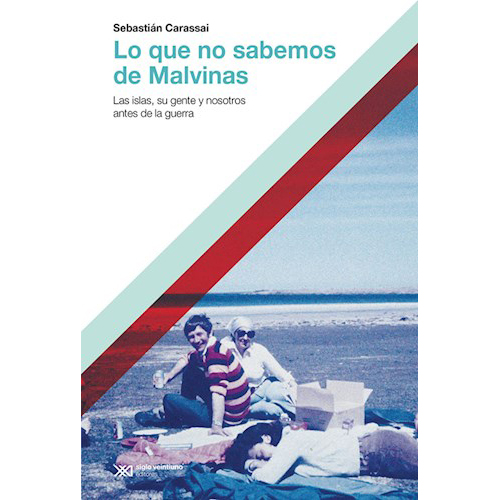 Sebastián Carassai
Lo que no sabemos
de Malvinas
Las islas, su gente y nosotros
antes de la guerra
siglo veintiuno
editores